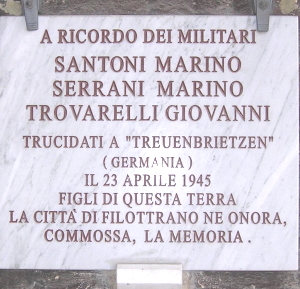 A RICORDO DEI MILITARI
SANTONI MARINO
SERRANI MARINO
TROVARELLI GIOVANNI
TRUCIDATI A "TREUENBRIETZEN"
( GERMANIA )
IL 23 APRILE 1945
FIGLI DI QUESTA TERRA
LA CITTÀ DI FILOTTRANO NE ONORA,
COMMOSSA, LA MEMORIA .